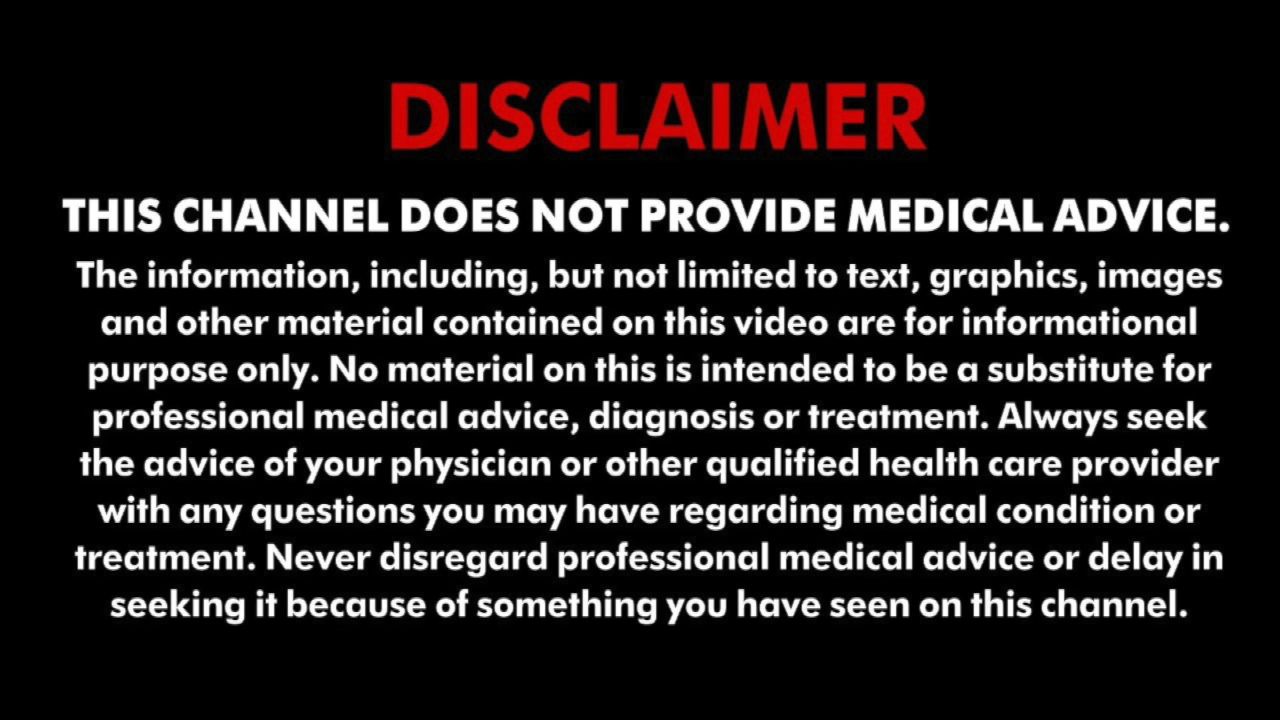 DISCLAIMER
THIS CHANNEL DOES NOT PROVIDE MEDICAL ADVICE.
The information, including, but not limited to text, graphics, images
and other material contained on this video are for informational
purpose only. No material on this is intended to be a substitute for
professional medical advice, diagnosis or treatment. Always seek
the advice of your physician or other qualified health care provider
with any questions you may have regarding medical condition or
treatment. Never disregard professional medical advice or delay in
seeking it because of something you have seen on this channel.